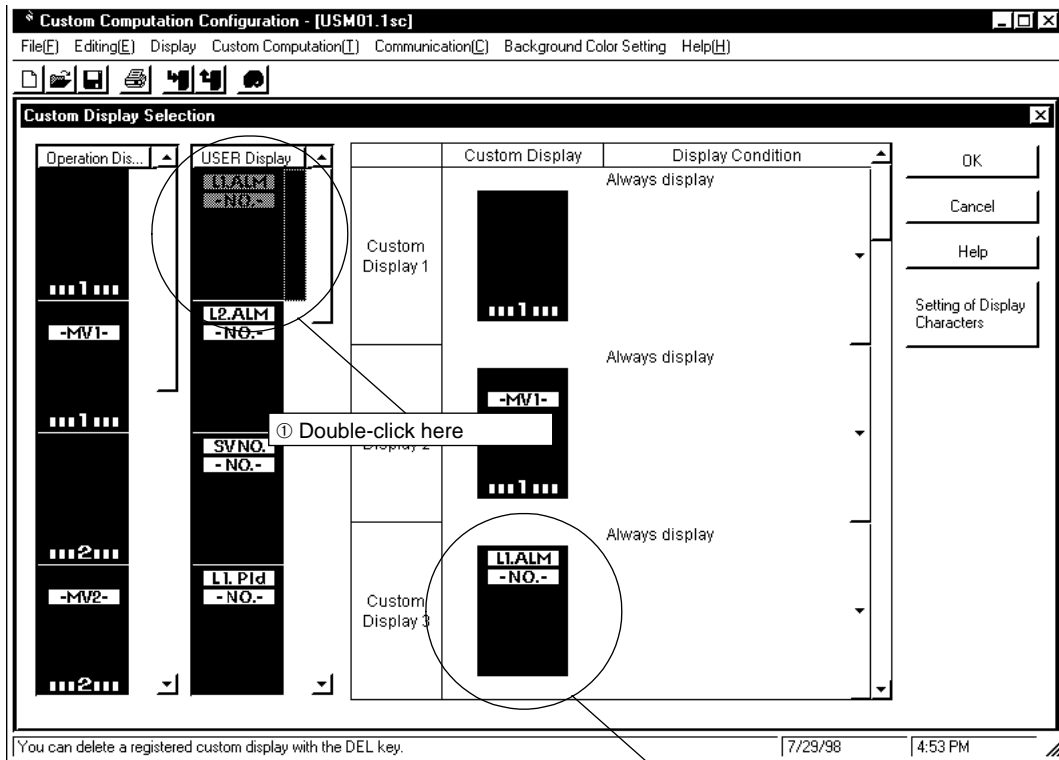 Custom Computation Configuration - [USM01.1sc]
File(F) Editing(E) Display Custom Computation(T) Communication(C) Background Color Setting Help(H)
Custom Display Selection
Operation Dis...
USER Display
Custom Display
Display Condition
OK
Cancel
Help
Setting of Display
Characters
1
-MV1-
1
2
-MV2-
2
L1.ALM
-NO.-
L2.ALM
-NO.-
SVNO.
-NO.-
L1.PId
-NO.-
① Double-click here
Custom
Display 1
1
Always display
Display 2
-MV1-
1
Always display
Custom
Display 3
L1.ALM
-NO.-
Always display
You can delete a registered custom display with the DEL key.
7/29/98
4:53 PM